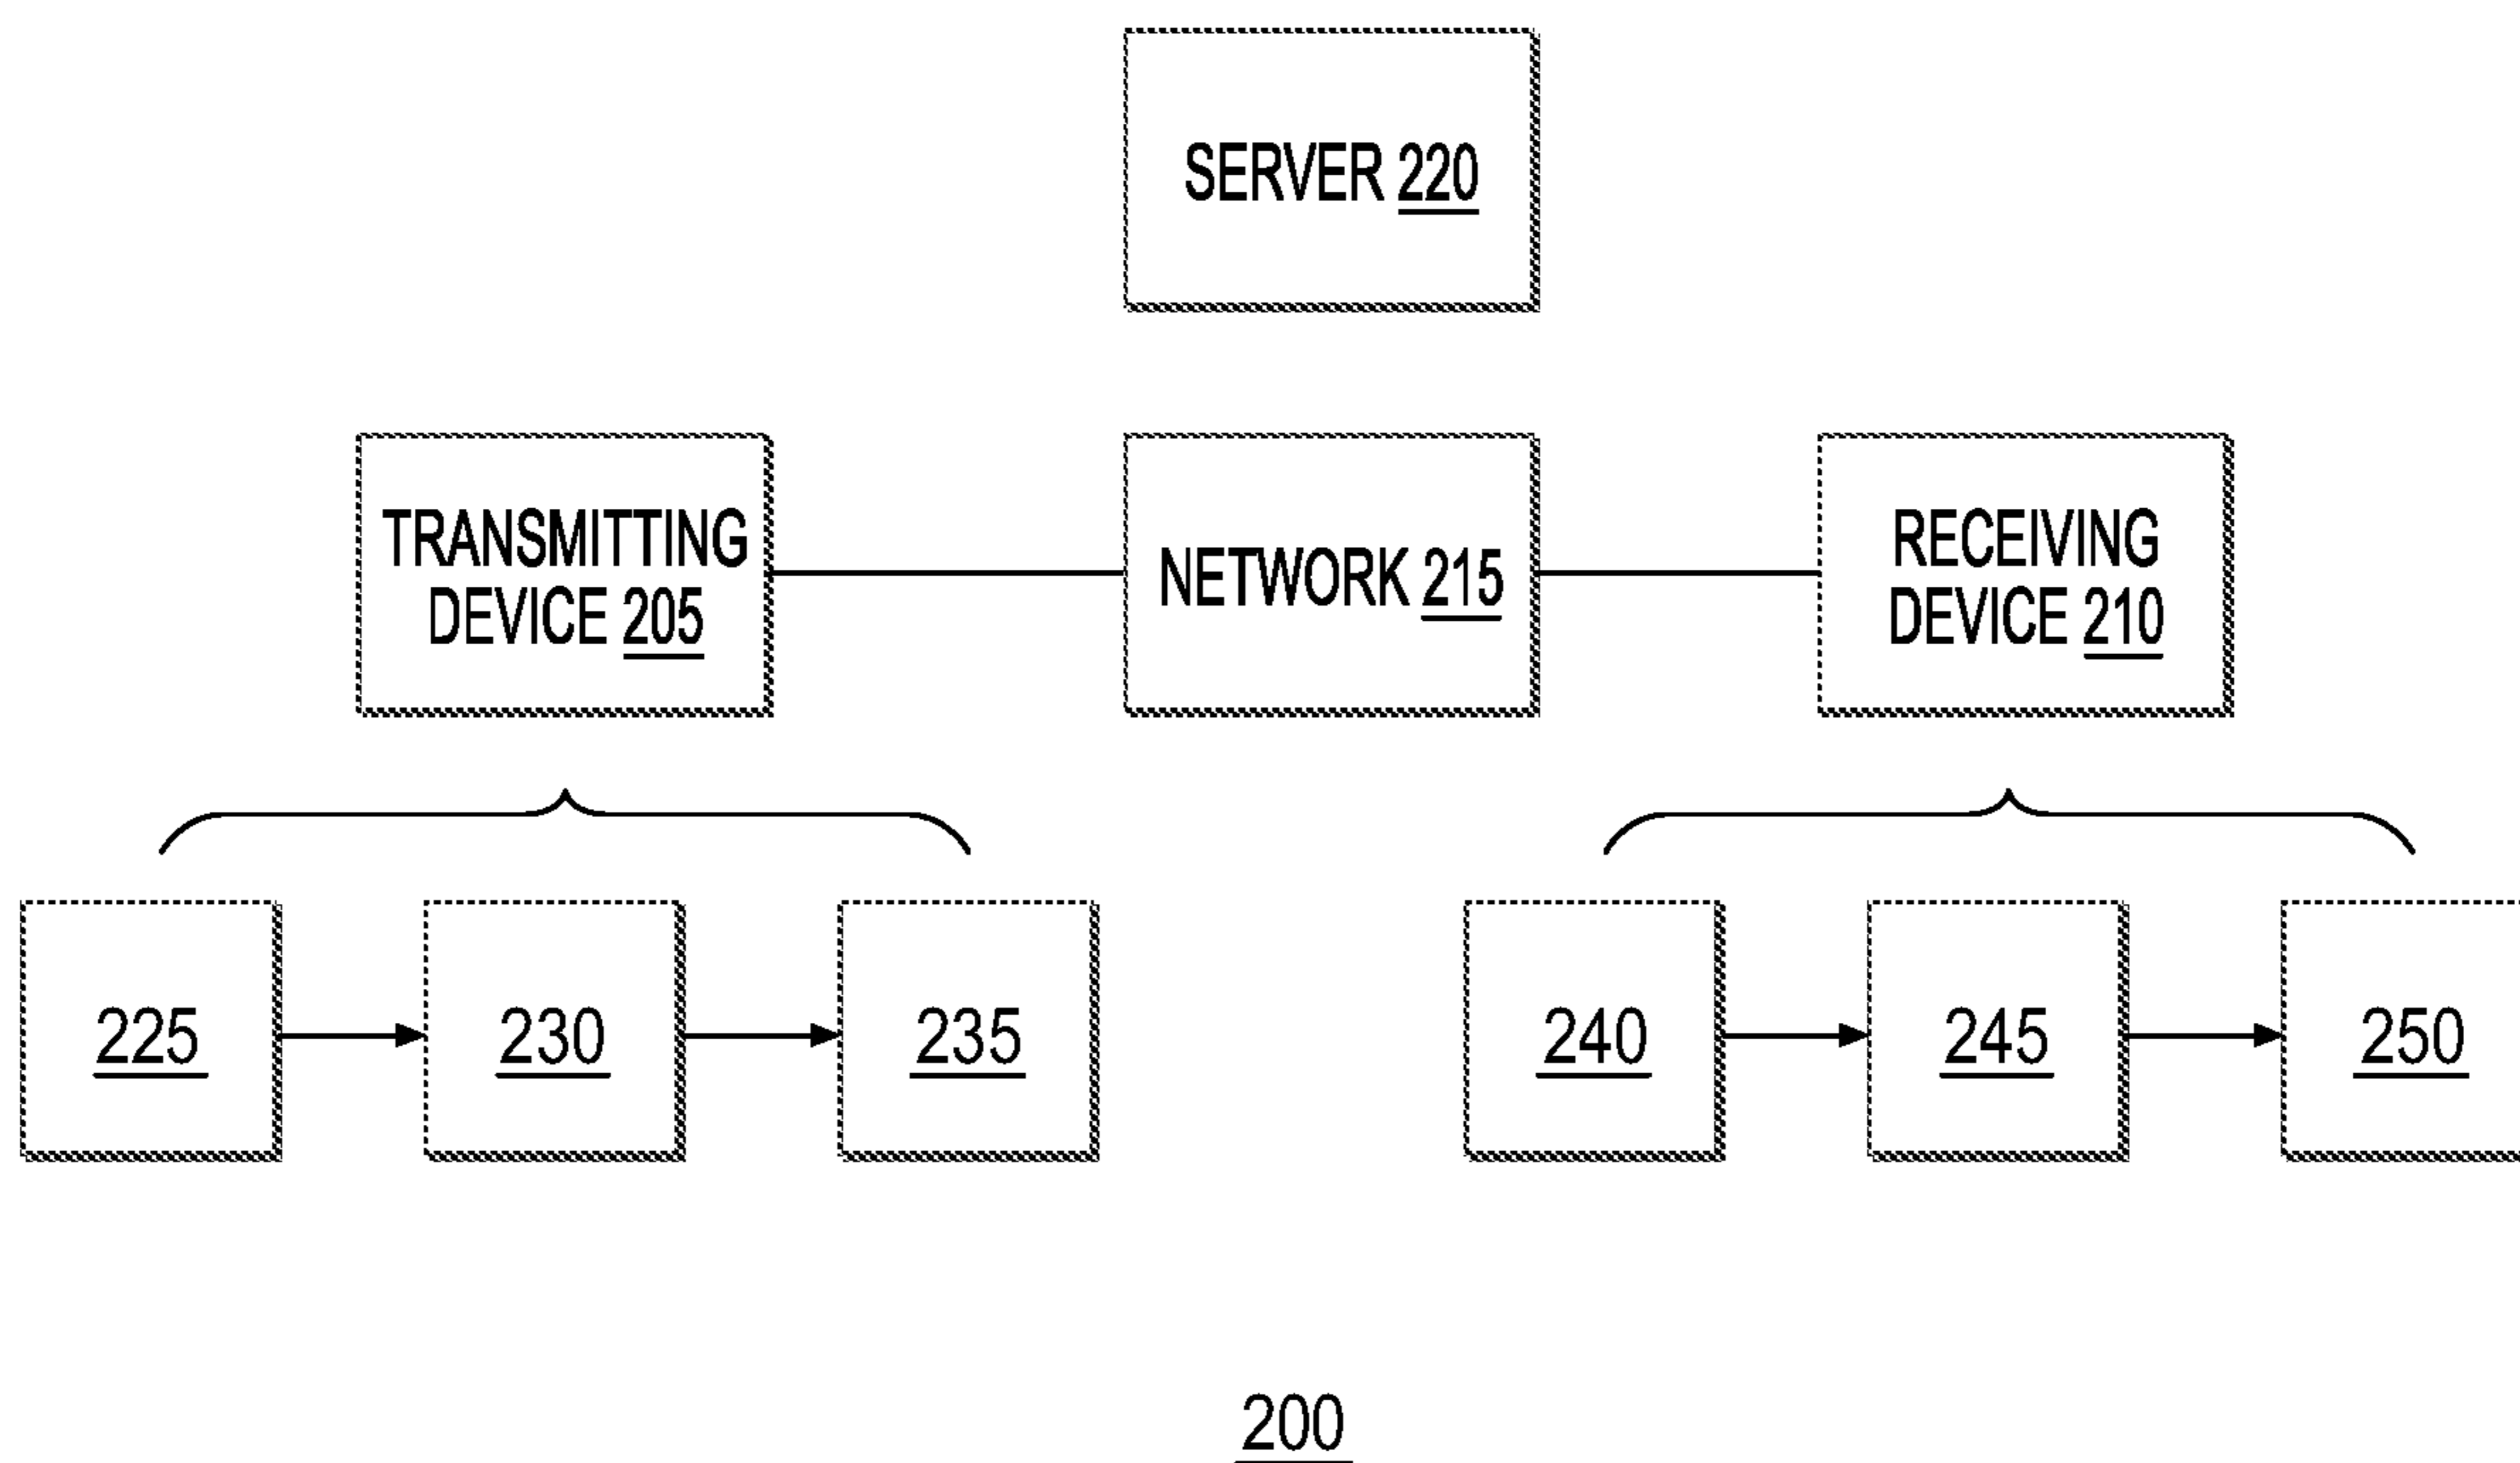 SERVER 220
TRANSMITTING
DEVICE 205
NETWORK 215
RECEIVING
DEVICE 210
225
230
235
240
245
250
200